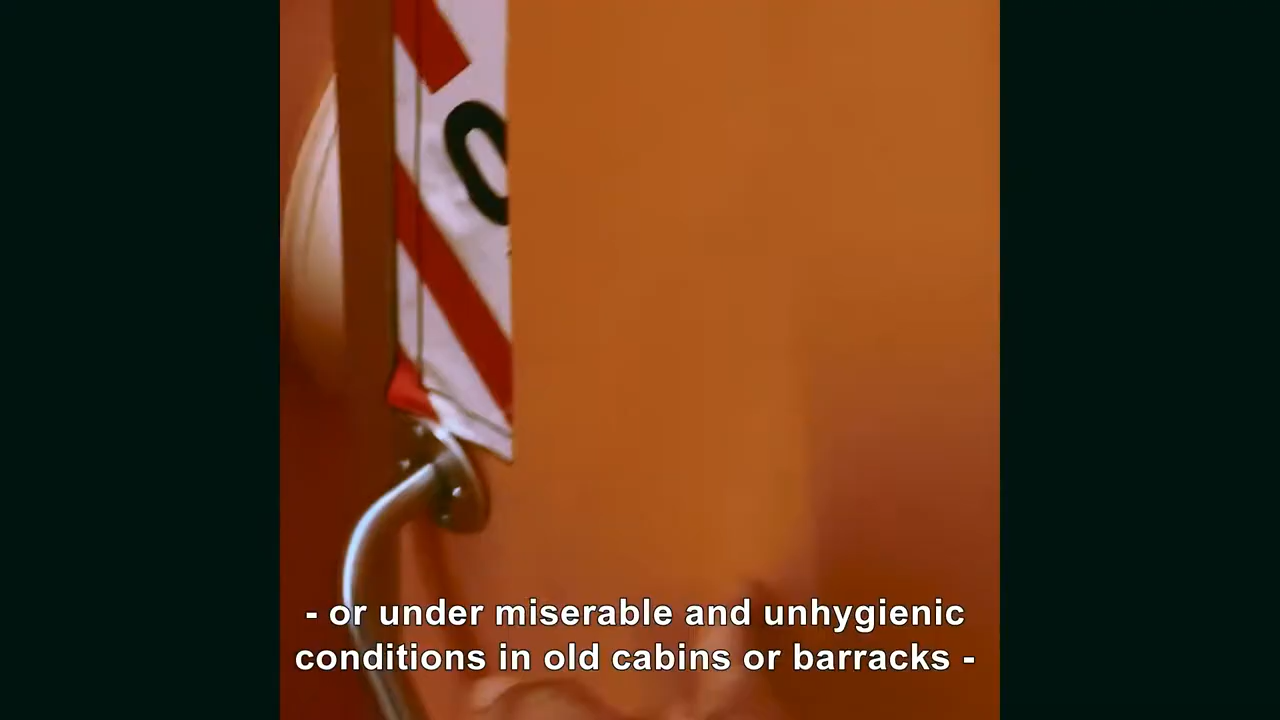 - or under miserable and unhygienic
conditions in old cabins or barracks -